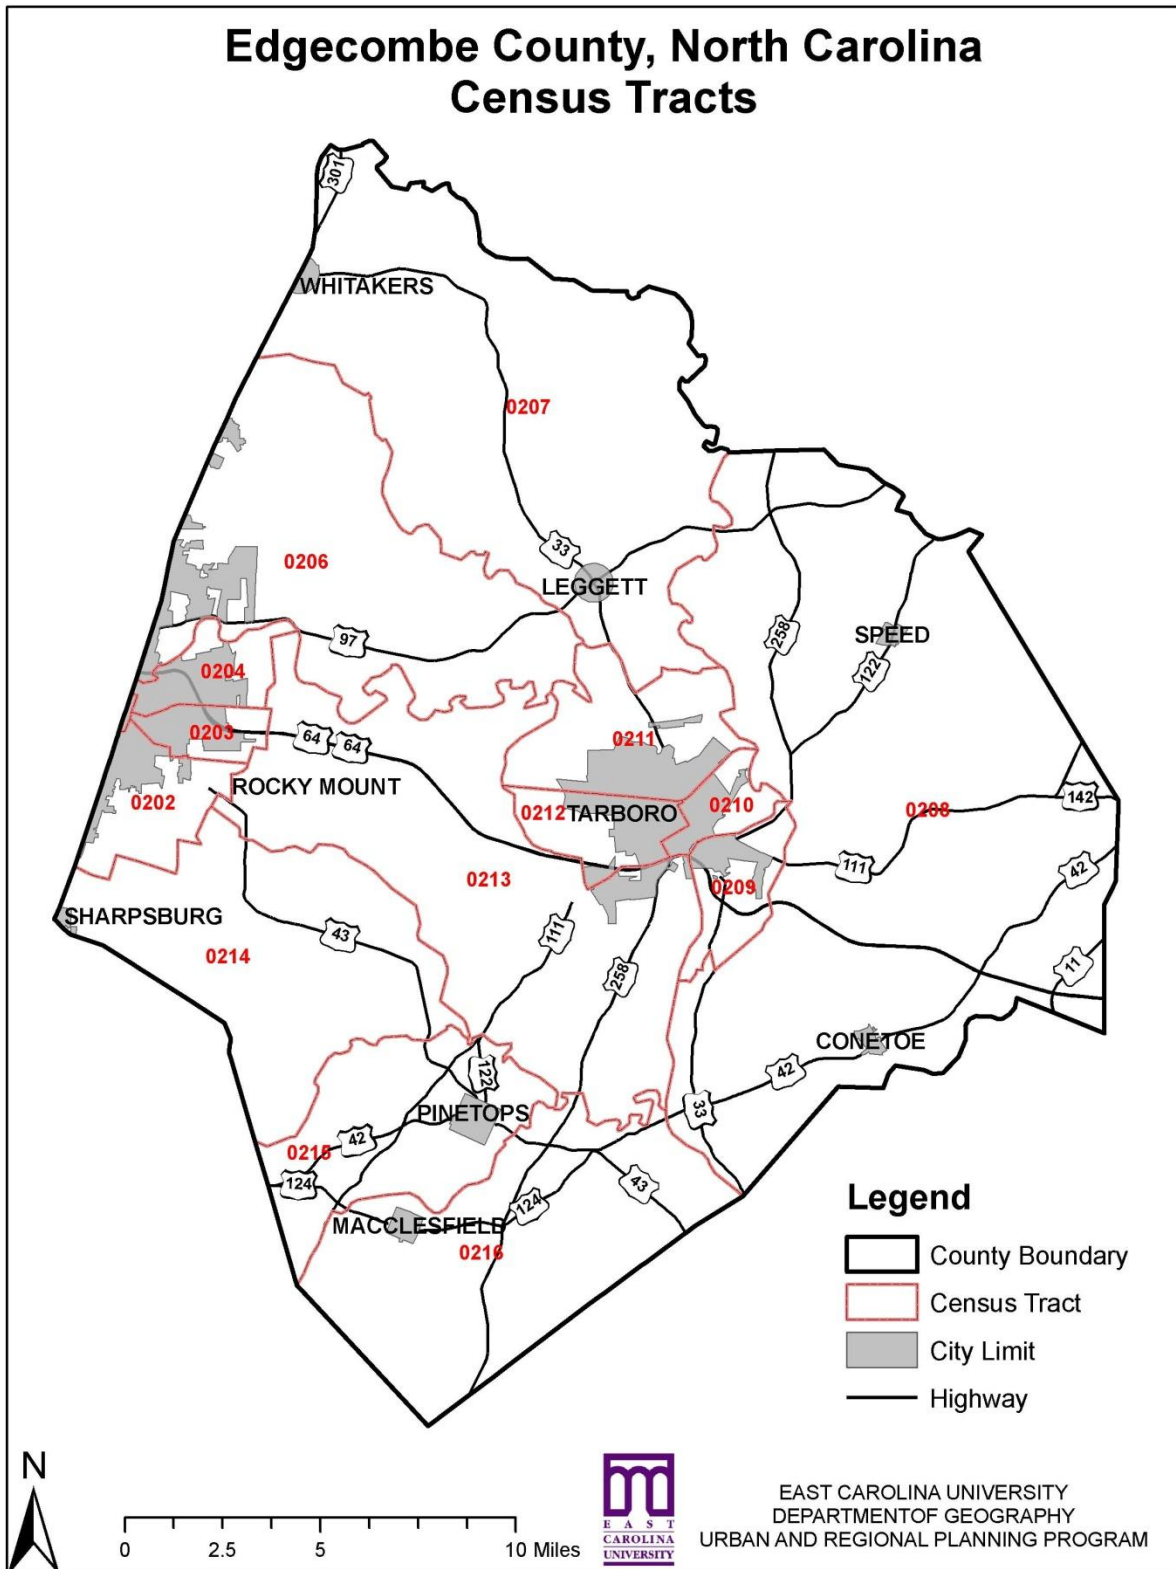 Edgecombe County, North Carolina
Census Tracts
301
WHITAKERS
0207
33
0206
LEGGETT
97
258
SPEED
122
0204
0203
64
64
0211
ROCKY MOUNT
0202
0212
TARBORO
0210
0208
142
111
42
0213
0209
SHARPSBURG
43
111
0214
258
11
CONETOE
122
42
PINETOPS
33
42
0215
124
43
124
MACCLESFIELD
0216
Legend
County Boundary
Census Tract
City Limit
Highway
N
0
2.5
5
10 Miles
EAST
CAROLINA
UNIVERSITY
EAST CAROLINA UNIVERSITY
DEPARTMENTOF GEOGRAPHY
URBAN AND REGIONAL PLANNING PROGRAM